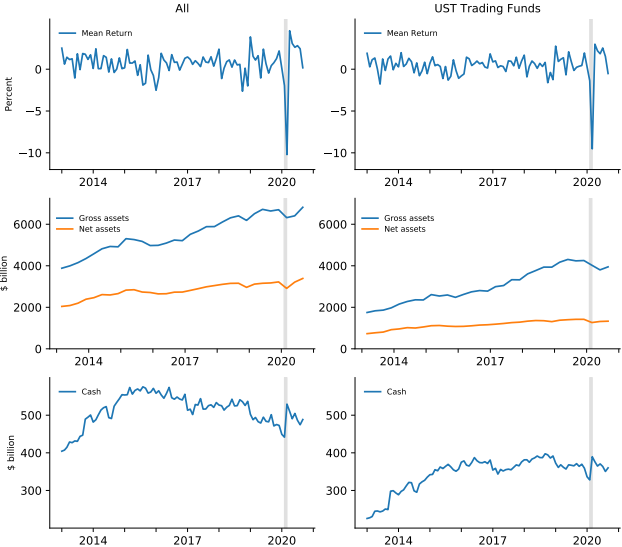 All
UST Trading Funds
Mean Return
Percent
0
−5
−10
2014
2017
2020
Mean Return
0
−5
−10
2014
2017
2020
Gross assets
Net assets
$ billion
6000
4000
2000
0
2014
2017
2020
Gross assets
Net assets
6000
4000
2000
0
2014
2017
2020
Cash
$ billion
500
400
300
2014
2017
2020
Cash
500
400
300
2014
2017
2020